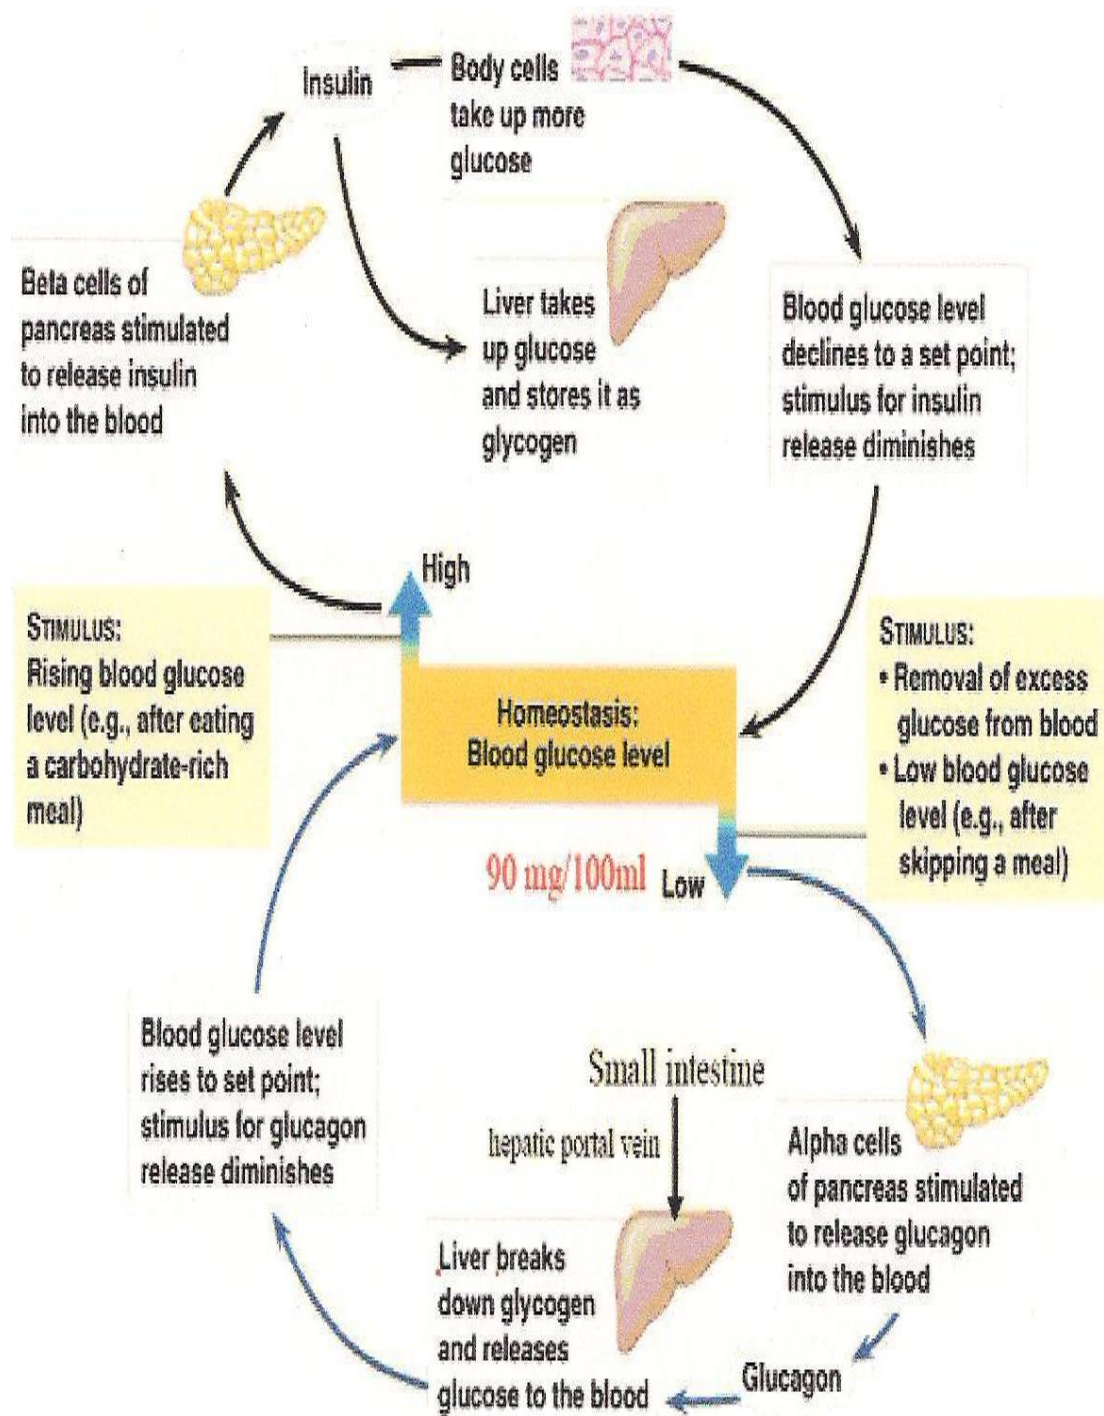 Insulin
Body cells
take up more
glucose
Beta cells of
pancreas stimulated
to release insulin
into the blood
Liver takes
up glucose
and stores it as
glycogen
Blood glucose level
declines to a set point;
stimulus for insulin
release diminishes
High
STIMULUS:
Rising blood glucose
level (e.g., after eating
a carbohydrate-rich
meal)
Homeostasis:
Blood glucose level
STIMULUS:
• Removal of excess
glucose from blood
• Low blood glucose
level (e.g., after
skipping a meal)
90 mg/100ml
Low
Blood glucose level
rises to set point;
stimulus for glucagon
release diminishes
Small intestine
hepatic portal vein
Alpha cells
of pancreas stimulated
to release glucagon
into the blood
Liver breaks
down glycogen
and releases
glucose to the blood
Glucagon